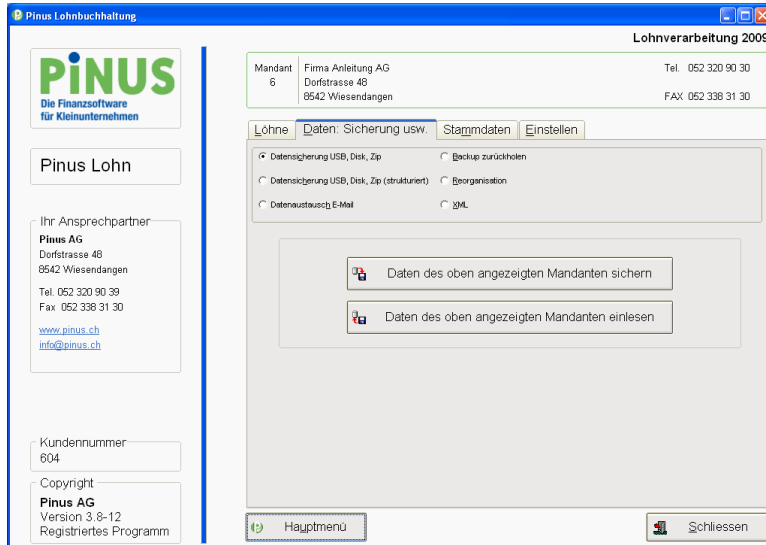 Pinus Lohnbuchhaltung
Lohnverarbeitung 2009
PiNUS
Die Finanzsoftware
für Kleinunternehmen
Pinus Lohn
Ihr Ansprechpartner
Pinus AG
Dorfstrasse 48
8542 Wiesendangen
Tel. 052 320 90 39
Fax 052 338 31 30
www.pinus.ch
info@pinus.ch
Kundennummer
604
Copyright
Pinus AG
Version 3.8-12
Registriertes Programm
Mandant Firma Anleitung AG Tel. 052 320 90 30
6 Dorfstrasse 48
8542 Wiesendangen FAX 052 338 31 30
Löhne Daten: Sicherung usw. Stammdaten Einstellen
Datensicherung USB, Disk, Zip Backup zurückholen
Datensicherung USB, Disk, Zip (strukturiert) Reorganisation
Datenaustausch E-Mail XML
Daten des oben angezeigten Mandanten sichern
Daten des oben angezeigten Mandanten einlesen
Hauptmenü Schliessen